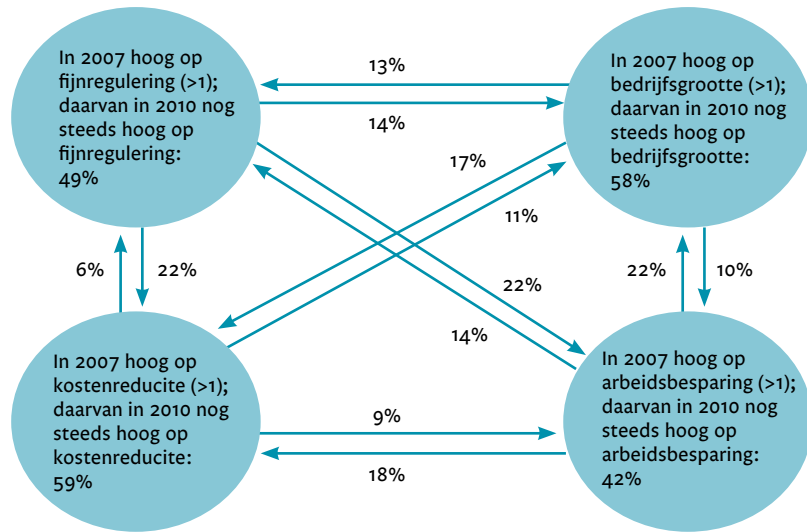 In 2007 hoog op
fijnregulering (>1);
daarvan in 2010 nog
steeds hoog op
fijnregulering:
49%
13%
14%
In 2007 hoog op
bedrijfsgrootte (>1);
daarvan in 2010 nog
steeds hoog op
bedrijfsgrootte:
58%
17%
11%
6%
22%
22%
14%
22%
10%
In 2007 hoog op
kostenreducite (>1);
daarvan in 2010 nog
steeds hoog op
kostenreducite:
59%
9%
18%
In 2007 hoog op
arbeidsbesparing (>1);
daarvan in 2010 nog
steeds hoog op
arbeidsbesparing:
42%